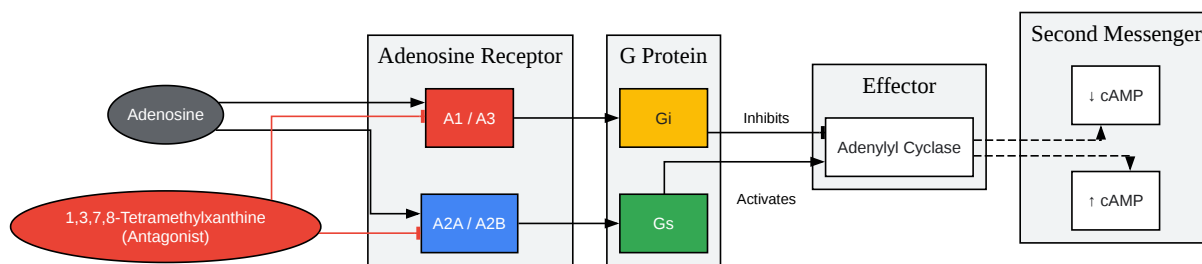 Adenosine Receptor
G Protein
Effector
Second Messenger
Adenosine
A1 / A3
Gi
Inhibits
Adenylyl Cyclase
↓ cAMP
1,3,7,8-Tetramethylxanthine
(Antagonist)
A2A / A2B
Gs
Activates
↑ cAMP